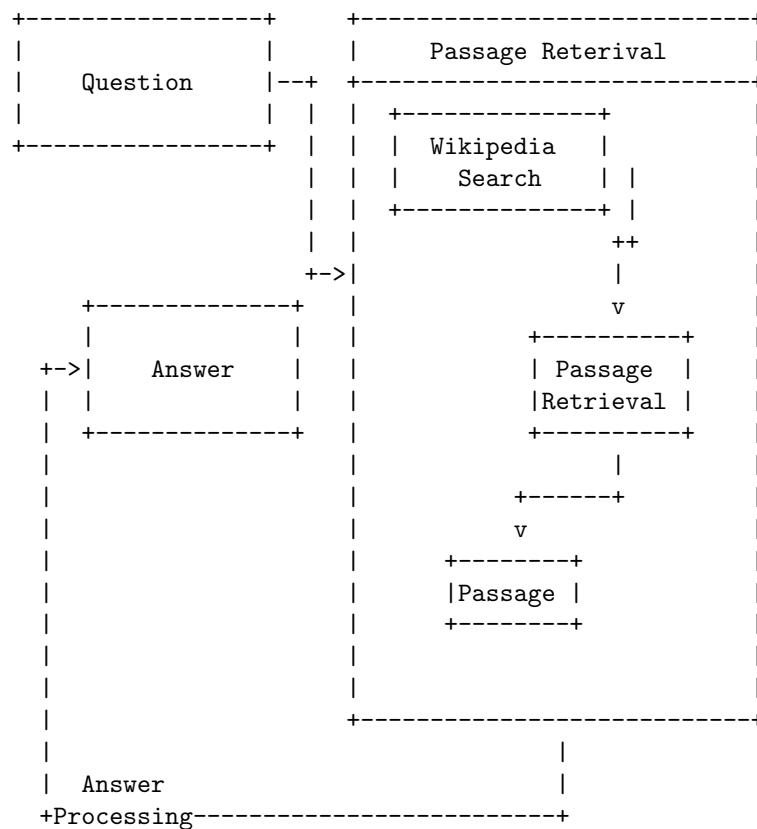 Question
Passage Reterival
Wikipedia
Search
Answer
Passage
Retrieval
Passage
Answer
Processing